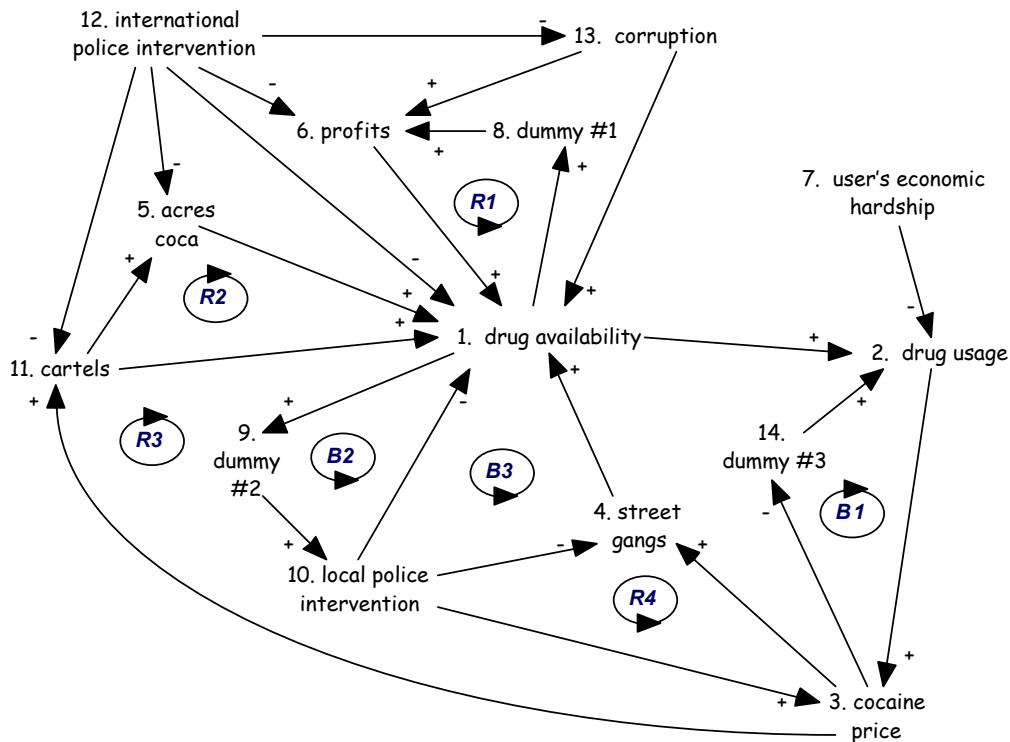 12. international
police intervention
-
13. corruption
-
+
6. profits
+
8. dummy #1
+
-
5. acres
coca
R1
7. user's economic
hardship
+
R2
-
+
+
+
-
-
11. cartels
+
+
1. drug availability
+
2. drug usage
+
R3
+
9.
dummy
#2
B2
-
B3
+
+
14.
dummy #3
B1
-
4. street
gangs
-
+
+
10. local police
intervention
R4
+
+
3. cocaine
price